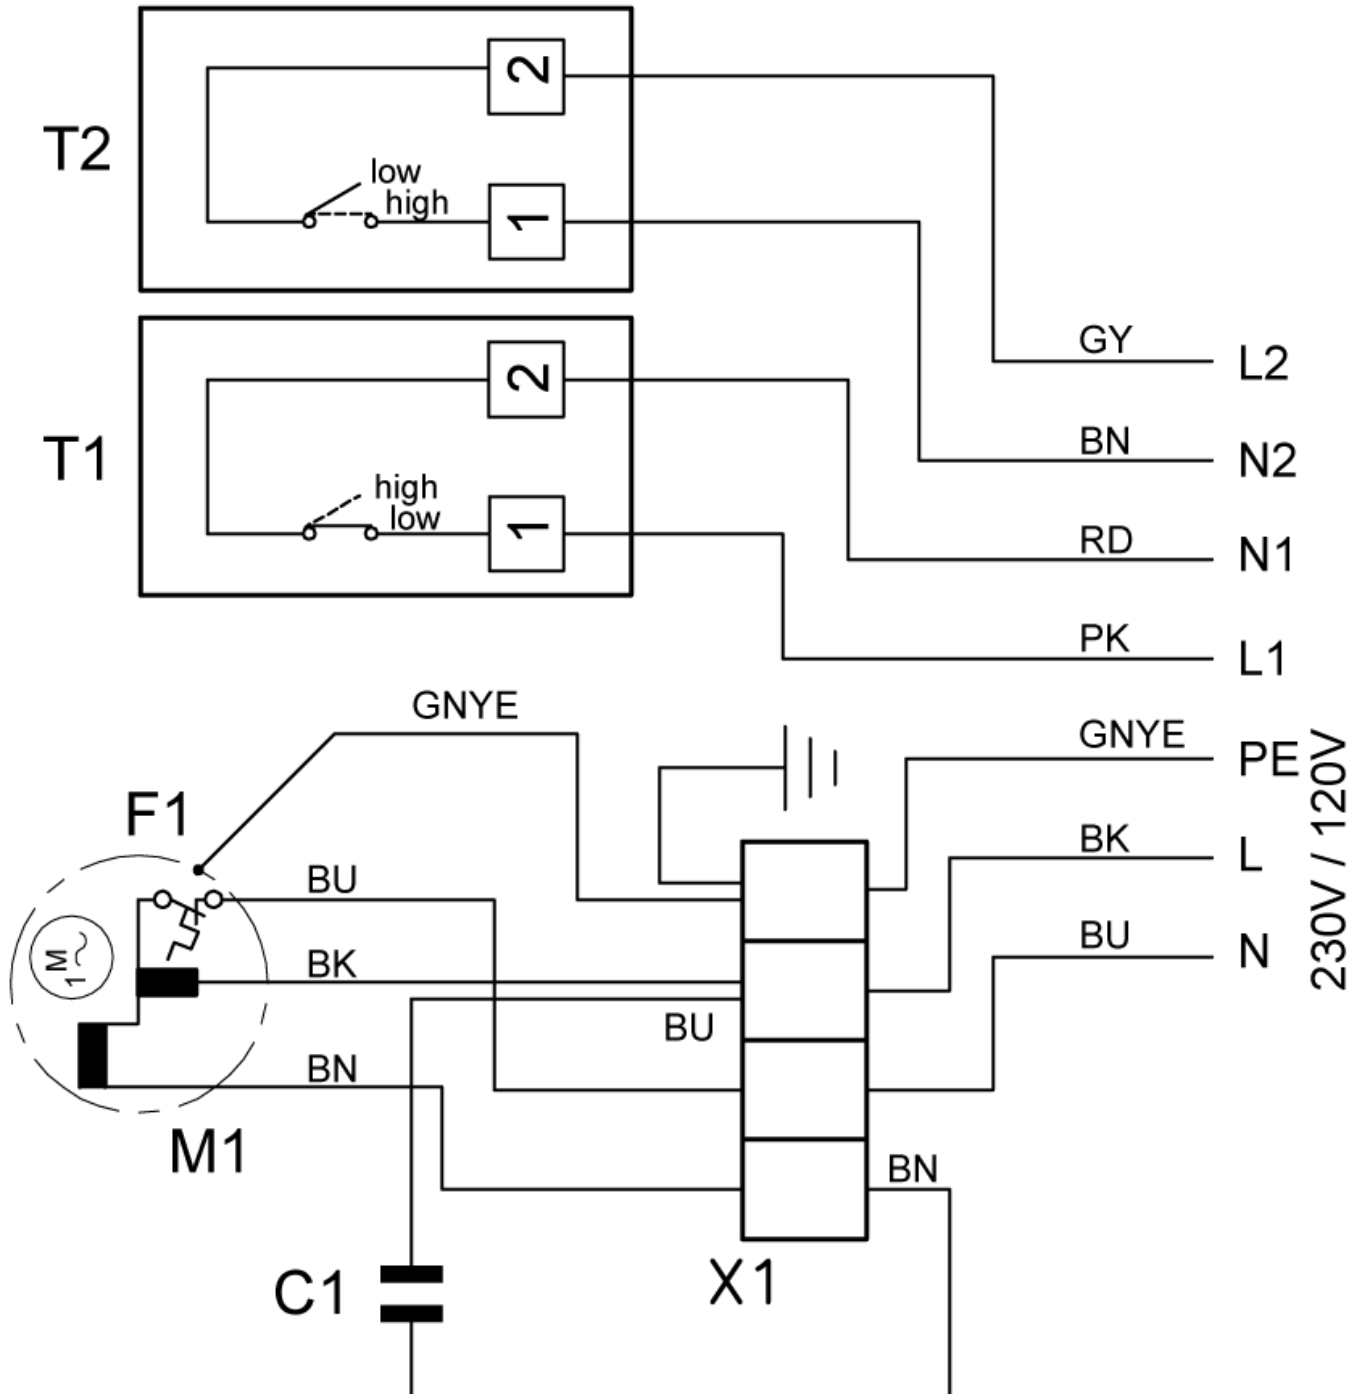 T2
2
low
high
1
GY
L2
BN
N2
T1
2
high
low
1
RD
N1
PK
L1
GNYE
GNYE
PE
F1
BK
L
BU
BU
N
230V / 120V
M
1~
BK
BU
BN
M1
BN
C1
X1